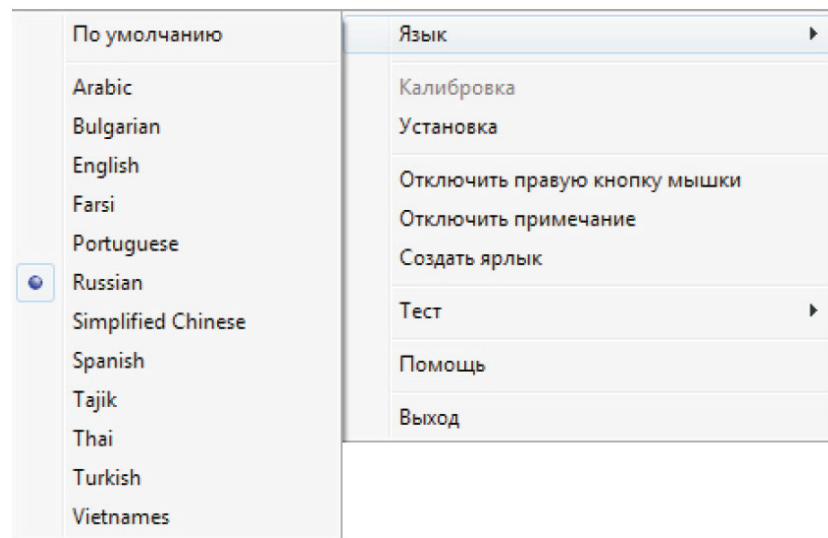 По умолчанию
Arabic
Bulgarian
English
Farsi
Portuguese
Russian
Simplified Chinese
Spanish
Tajik
Thai
Turkish
Vietnames
Язык
Калибровка
Установка
Отключить правую кнопку мышки
Отключить примечание
Создать ярлык
Тест
Помощь
Выход